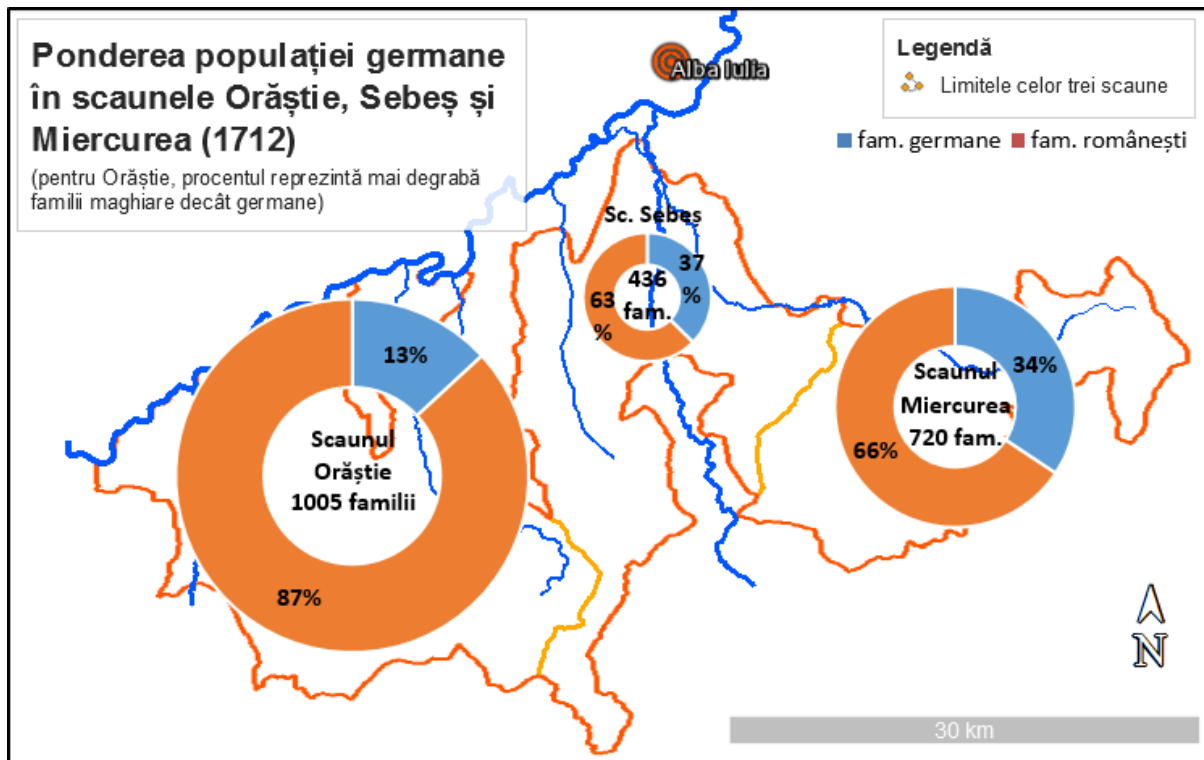 Ponderea populației germane
în scaunele Orăștie, Sebeș și
Miercurea (1712)
(pentru Orăștie, procentul reprezintă mai degrabă
familii maghiare decât germane)
Alba Iulia
Legendă
Limitele celor trei scaune
fam. germane
fam. românești
Sc. Sebeș
37
%
436
fam.
63
%
13%
Scaunul
Orăștie
1005 familii
87%
34%
Scaunul
Miercurea
720 fam.
66%
N
30 km